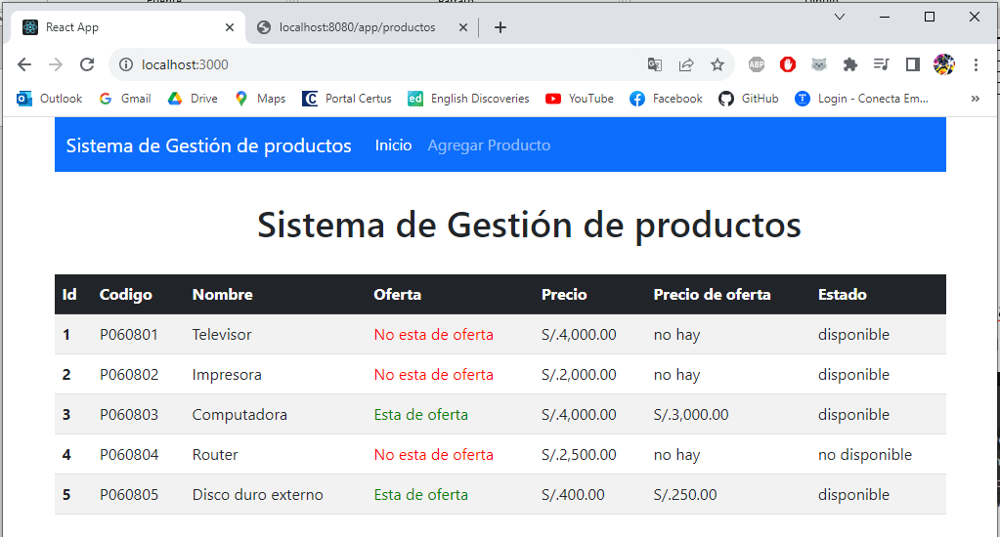 React App
localhost:8080/app/productos
localhost:3000
ABP
Outlook Gmail Drive Maps Portal Certus ed English Discoveries YouTube Facebook GitHub Login - Conecta Em...
Sistema de Gestión de productos Inicio Agregar Producto
Sistema de Gestión de productos
Id Codigo Nombre Oferta Precio Precio de oferta Estado
1 P060801 Televisor No esta de oferta S/.4,000.00 no hay disponible
2 P060802 Impresora No esta de oferta S/.2,000.00 no hay disponible
3 P060803 Computadora Esta de oferta S/.4,000.00 S/.3,000.00 disponible
4 P060804 Router No esta de oferta S/.2,500.00 no hay no disponible
5 P060805 Disco duro externo Esta de oferta S/.400.00 S/.250.00 disponible